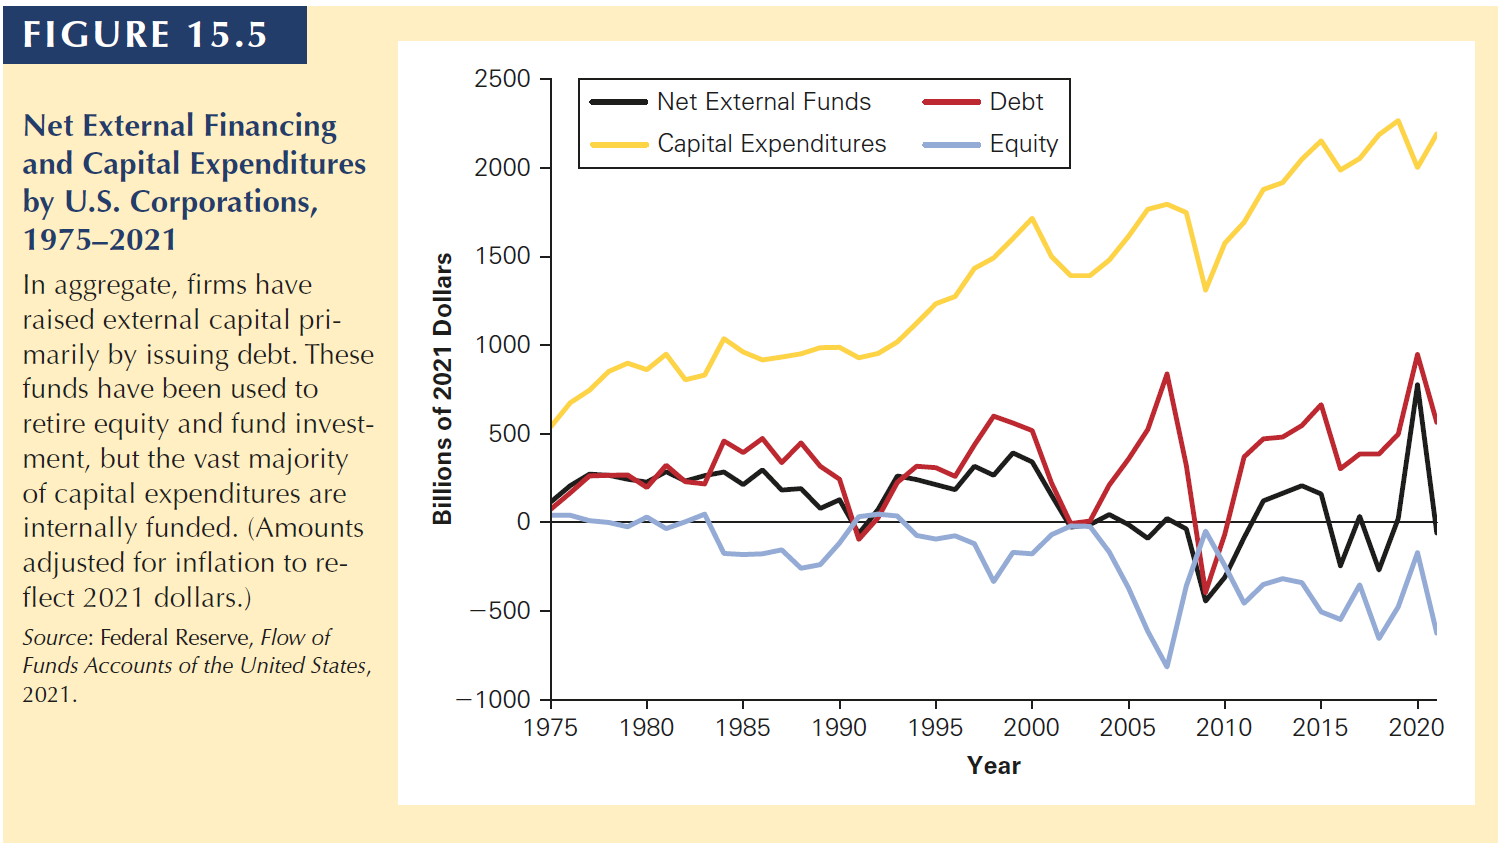 FIGURE 15.5
Net External Financing
and Capital Expenditures
by U.S. Corporations,
1975–2021
In aggregate, firms have
raised external capital pri-
marily by issuing debt. These
funds have been used to
retire equity and fund invest-
ment, but the vast majority
of capital expenditures are
internally funded. (Amounts
adjusted for inflation to re-
flect 2021 dollars.)
Source: Federal Reserve, Flow of
Funds Accounts of the United States,
2021.
Net External Funds
Debt
Capital Expenditures
Equity
Billions of 2021 Dollars
2500
2000
1500
1000
500
0
−500
−1000
1975 1980 1985 1990 1995 2000 2005 2010 2015 2020
Year